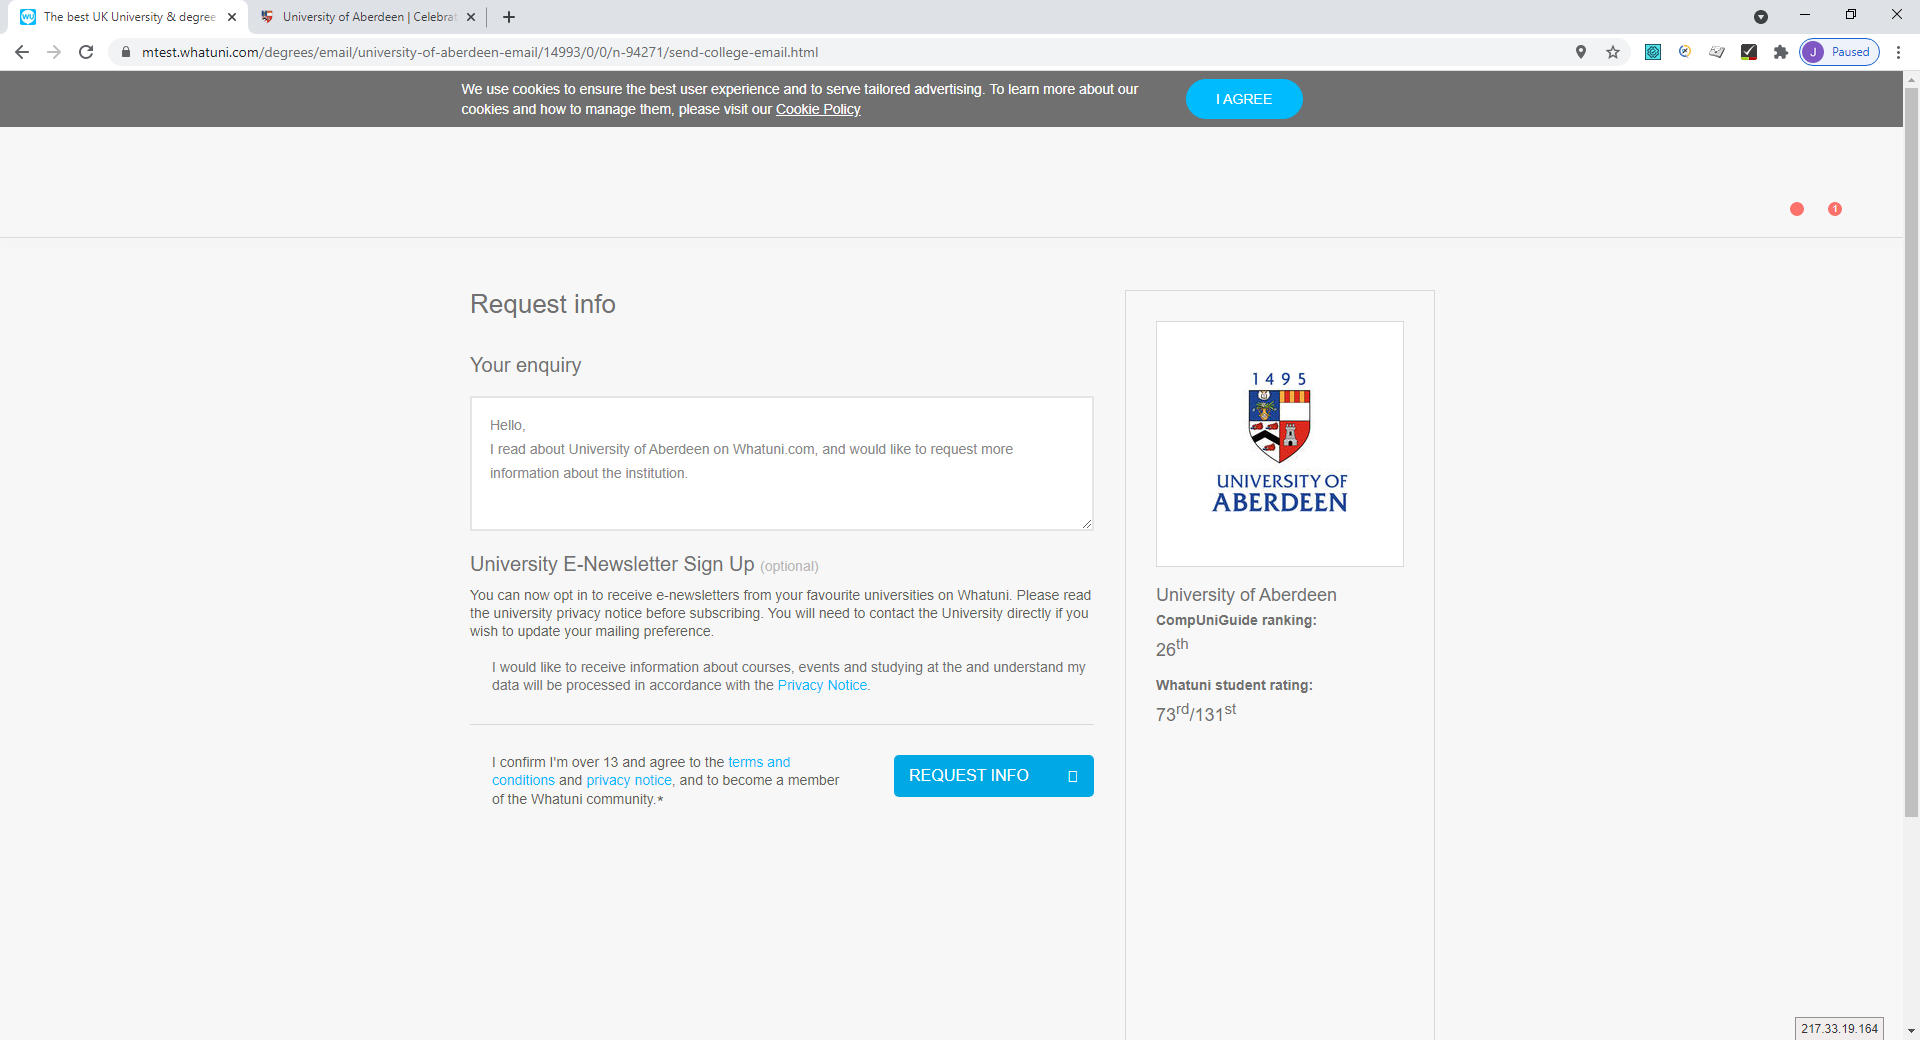 The best UK University & degree
University of Aberdeen | Celebrat
mtest.whatuni.com/degrees/email/university-of-aberdeen-email/14993/0/0/n-94271/send-college-email.html
J Paused
We use cookies to ensure the best user experience and to serve tailored advertising. To learn more about our
cookies and how to manage them, please visit our Cookie Policy
I AGREE
1
Request info
Your enquiry
Hello,
I read about University of Aberdeen on Whatuni.com, and would like to request more
information about the institution.
University E-Newsletter Sign Up (optional)
You can now opt in to receive e-newsletters from your favourite universities on Whatuni. Please read
the university privacy notice before subscribing. You will need to contact the University directly if you
wish to update your mailing preference.
I would like to receive information about courses, events and studying at the and understand my
data will be processed in accordance with the Privacy Notice.
I confirm I'm over 13 and agree to the terms and
conditions and privacy notice, and to become a member
of the Whatuni community.*
REQUEST INFO
1495
UNIVERSITY OF
ABERDEEN
University of Aberdeen
CompUniGuide ranking:
26th
Whatuni student rating:
73rd/131st
217.33.19.164